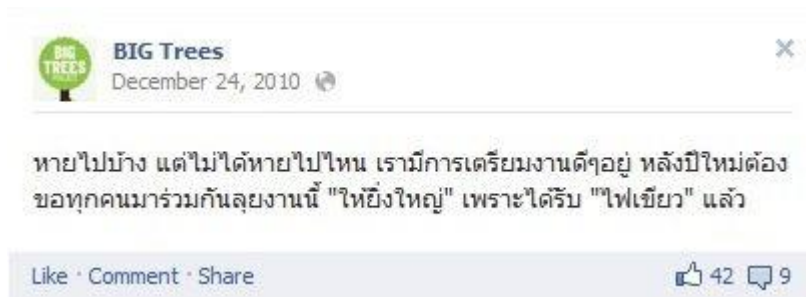 BIG TREES
BIG Trees
December 24, 2010
หายไปบ้าง แต่ไม่ได้หายไปไหน เรามีการเตรียมงานดีๆอยู่ หลังปีใหม่ต้อง
ขอทุกคนมาร่วมกันลุยงานนี้ "ให้ยิ่งใหญ่" เพราะได้รับ "ไฟเขียว" แล้ว
Like · Comment · Share 42 9